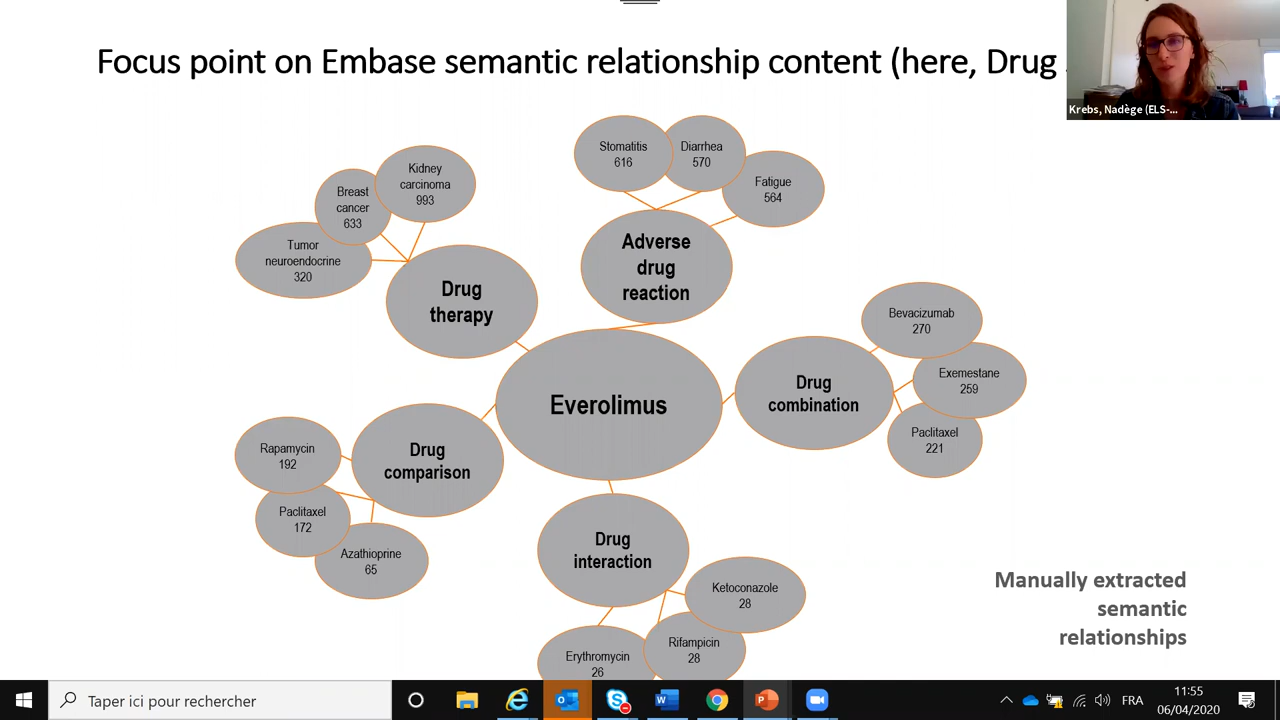 Focus point on Embase semantic relationship content (here, Drug
Krebs, Nadège (ELS-...
Stomatitis
616
Diarrhea
570
Fatigue
564
Adverse
drug
reaction
Kidney
carcinoma
993
Breast
cancer
633
Tumor
neuroendocrine
320
Drug
therapy
Bevacizumab
270
Exemestane
259
Paclitaxel
221
Drug
combination
Everolimus
Rapamycin
192
Paclitaxel
172
Azathioprine
65
Drug
comparison
Drug
interaction
Ketoconazole
28
Rifampicin
28
Erythromycin
26
Manually extracted
semantic
relationships
Taper ici pour rechercher
FRA
11:55
06/04/2020